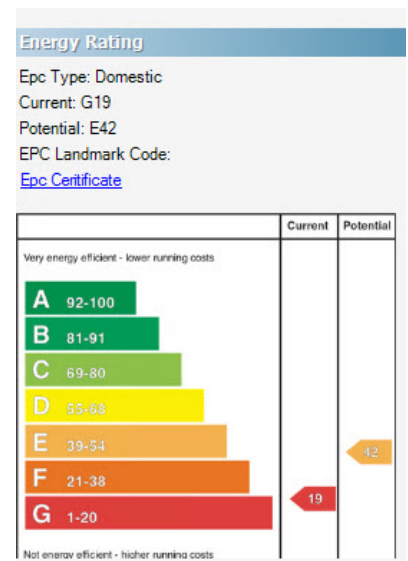 Energy Rating
Epc Type: Domestic
Current: G19
Potential: E42
EPC Landmark Code:
Epc Ceritificate
Current Potential
Very energy efficient - lower running costs
A 92-100
B 81-91
C 69-80
D 55-68
E 39-54
42
F 21-38
19
G 1-20
Not energy efficient - higher running costs